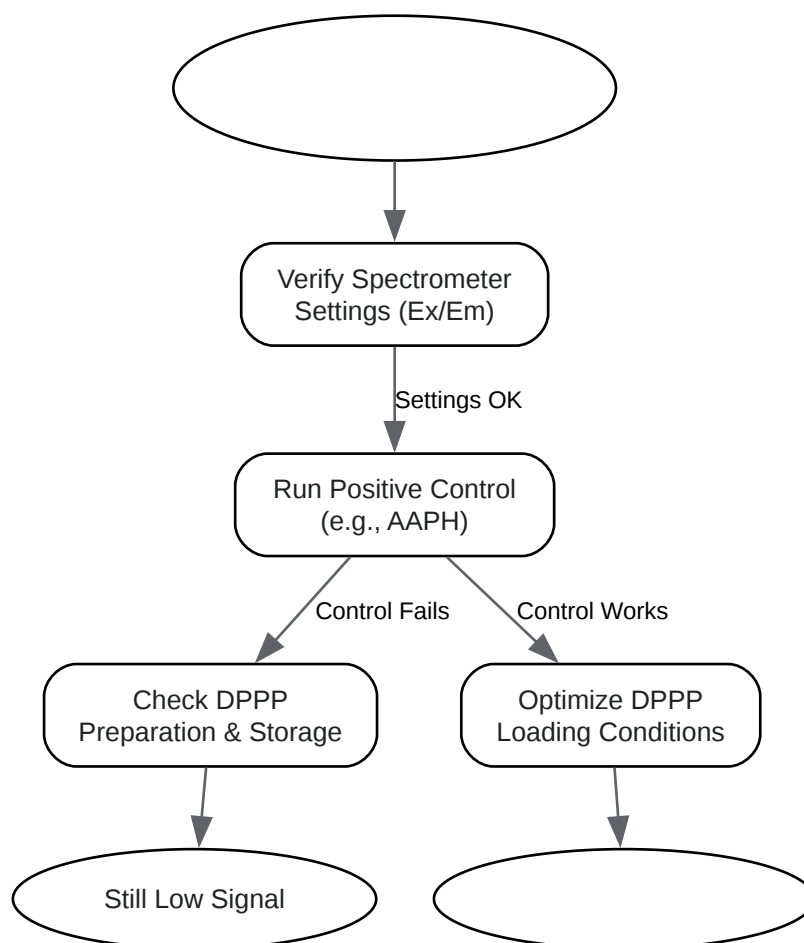 Verify Spectrometer
Settings (Ex/Em)
Settings OK
Run Positive Control
(e.g., AAPH)
Control Fails
Control Works
Check DPPP
Preparation & Storage
Optimize DPPP
Loading Conditions
Still Low Signal